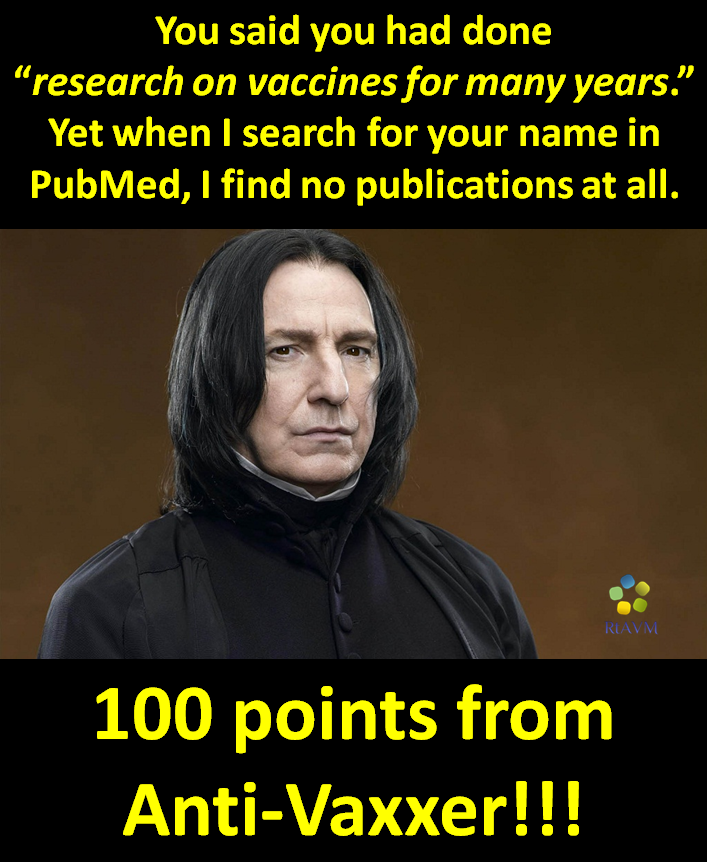 You said you had done
“research on vaccines for many years.”
Yet when I search for your name in
PubMed, I find no publications at all.
RtAVM
100 points from
Anti-Vaxxer!!!